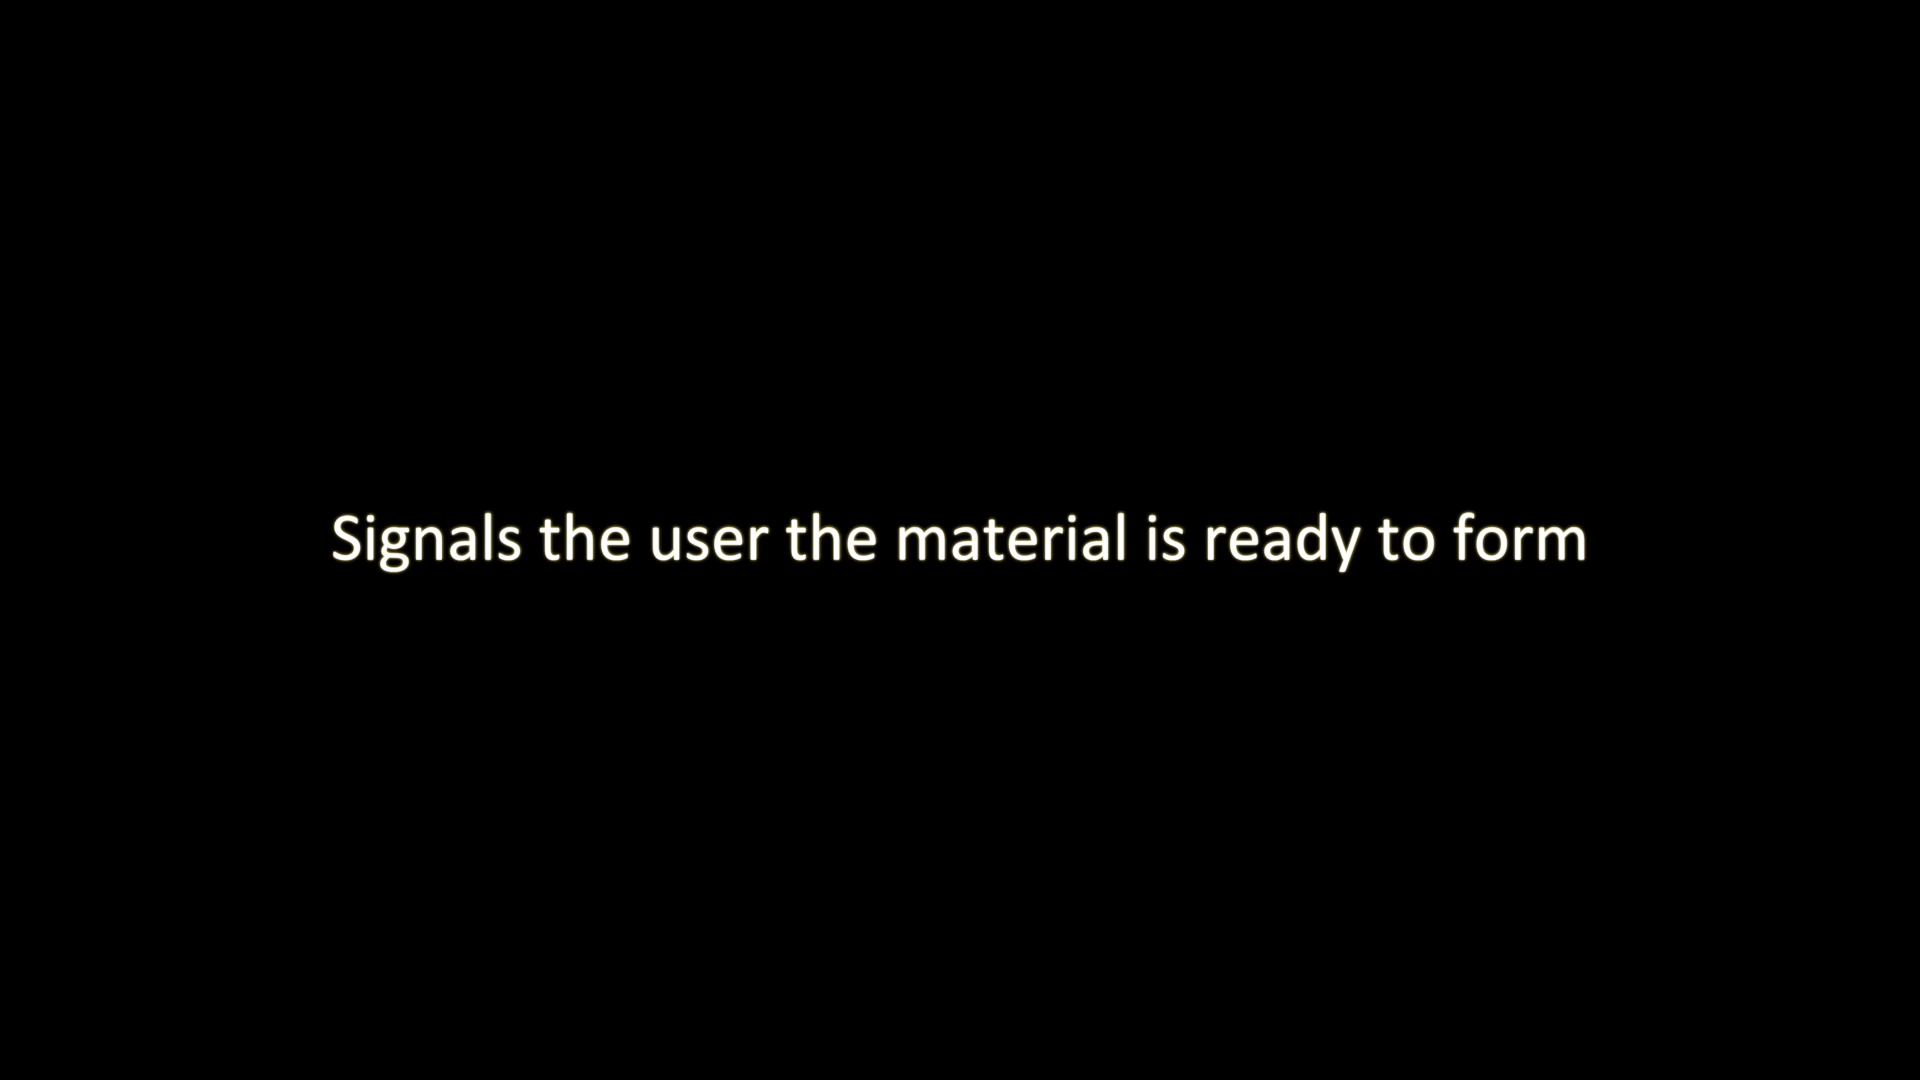 Signals the user the material is ready to form